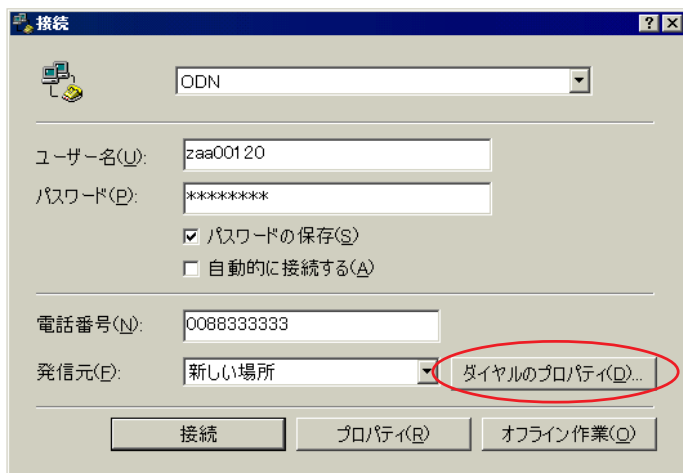 接続
ODN
ユーザー名(U): zaa00120
パスワード(P): ********
パスワードの保存(S)
自動的に接続する(A)
電話番号(N): 0088333333
発信元(F): 新しい場所 ダイヤルのプロパティ(D)...
接続 プロパティ(R) オフライン作業(O)